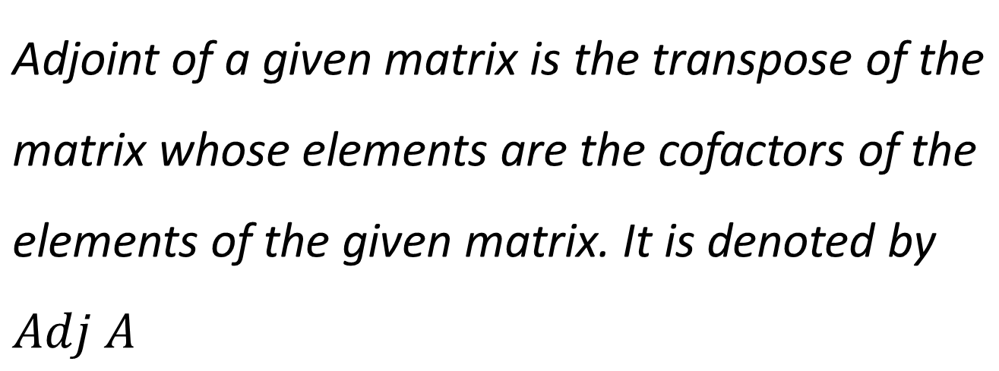 Adjoint of a given matrix is the transpose of the
matrix whose elements are the cofactors of the
elements of the given matrix. It is denoted by
Adj A